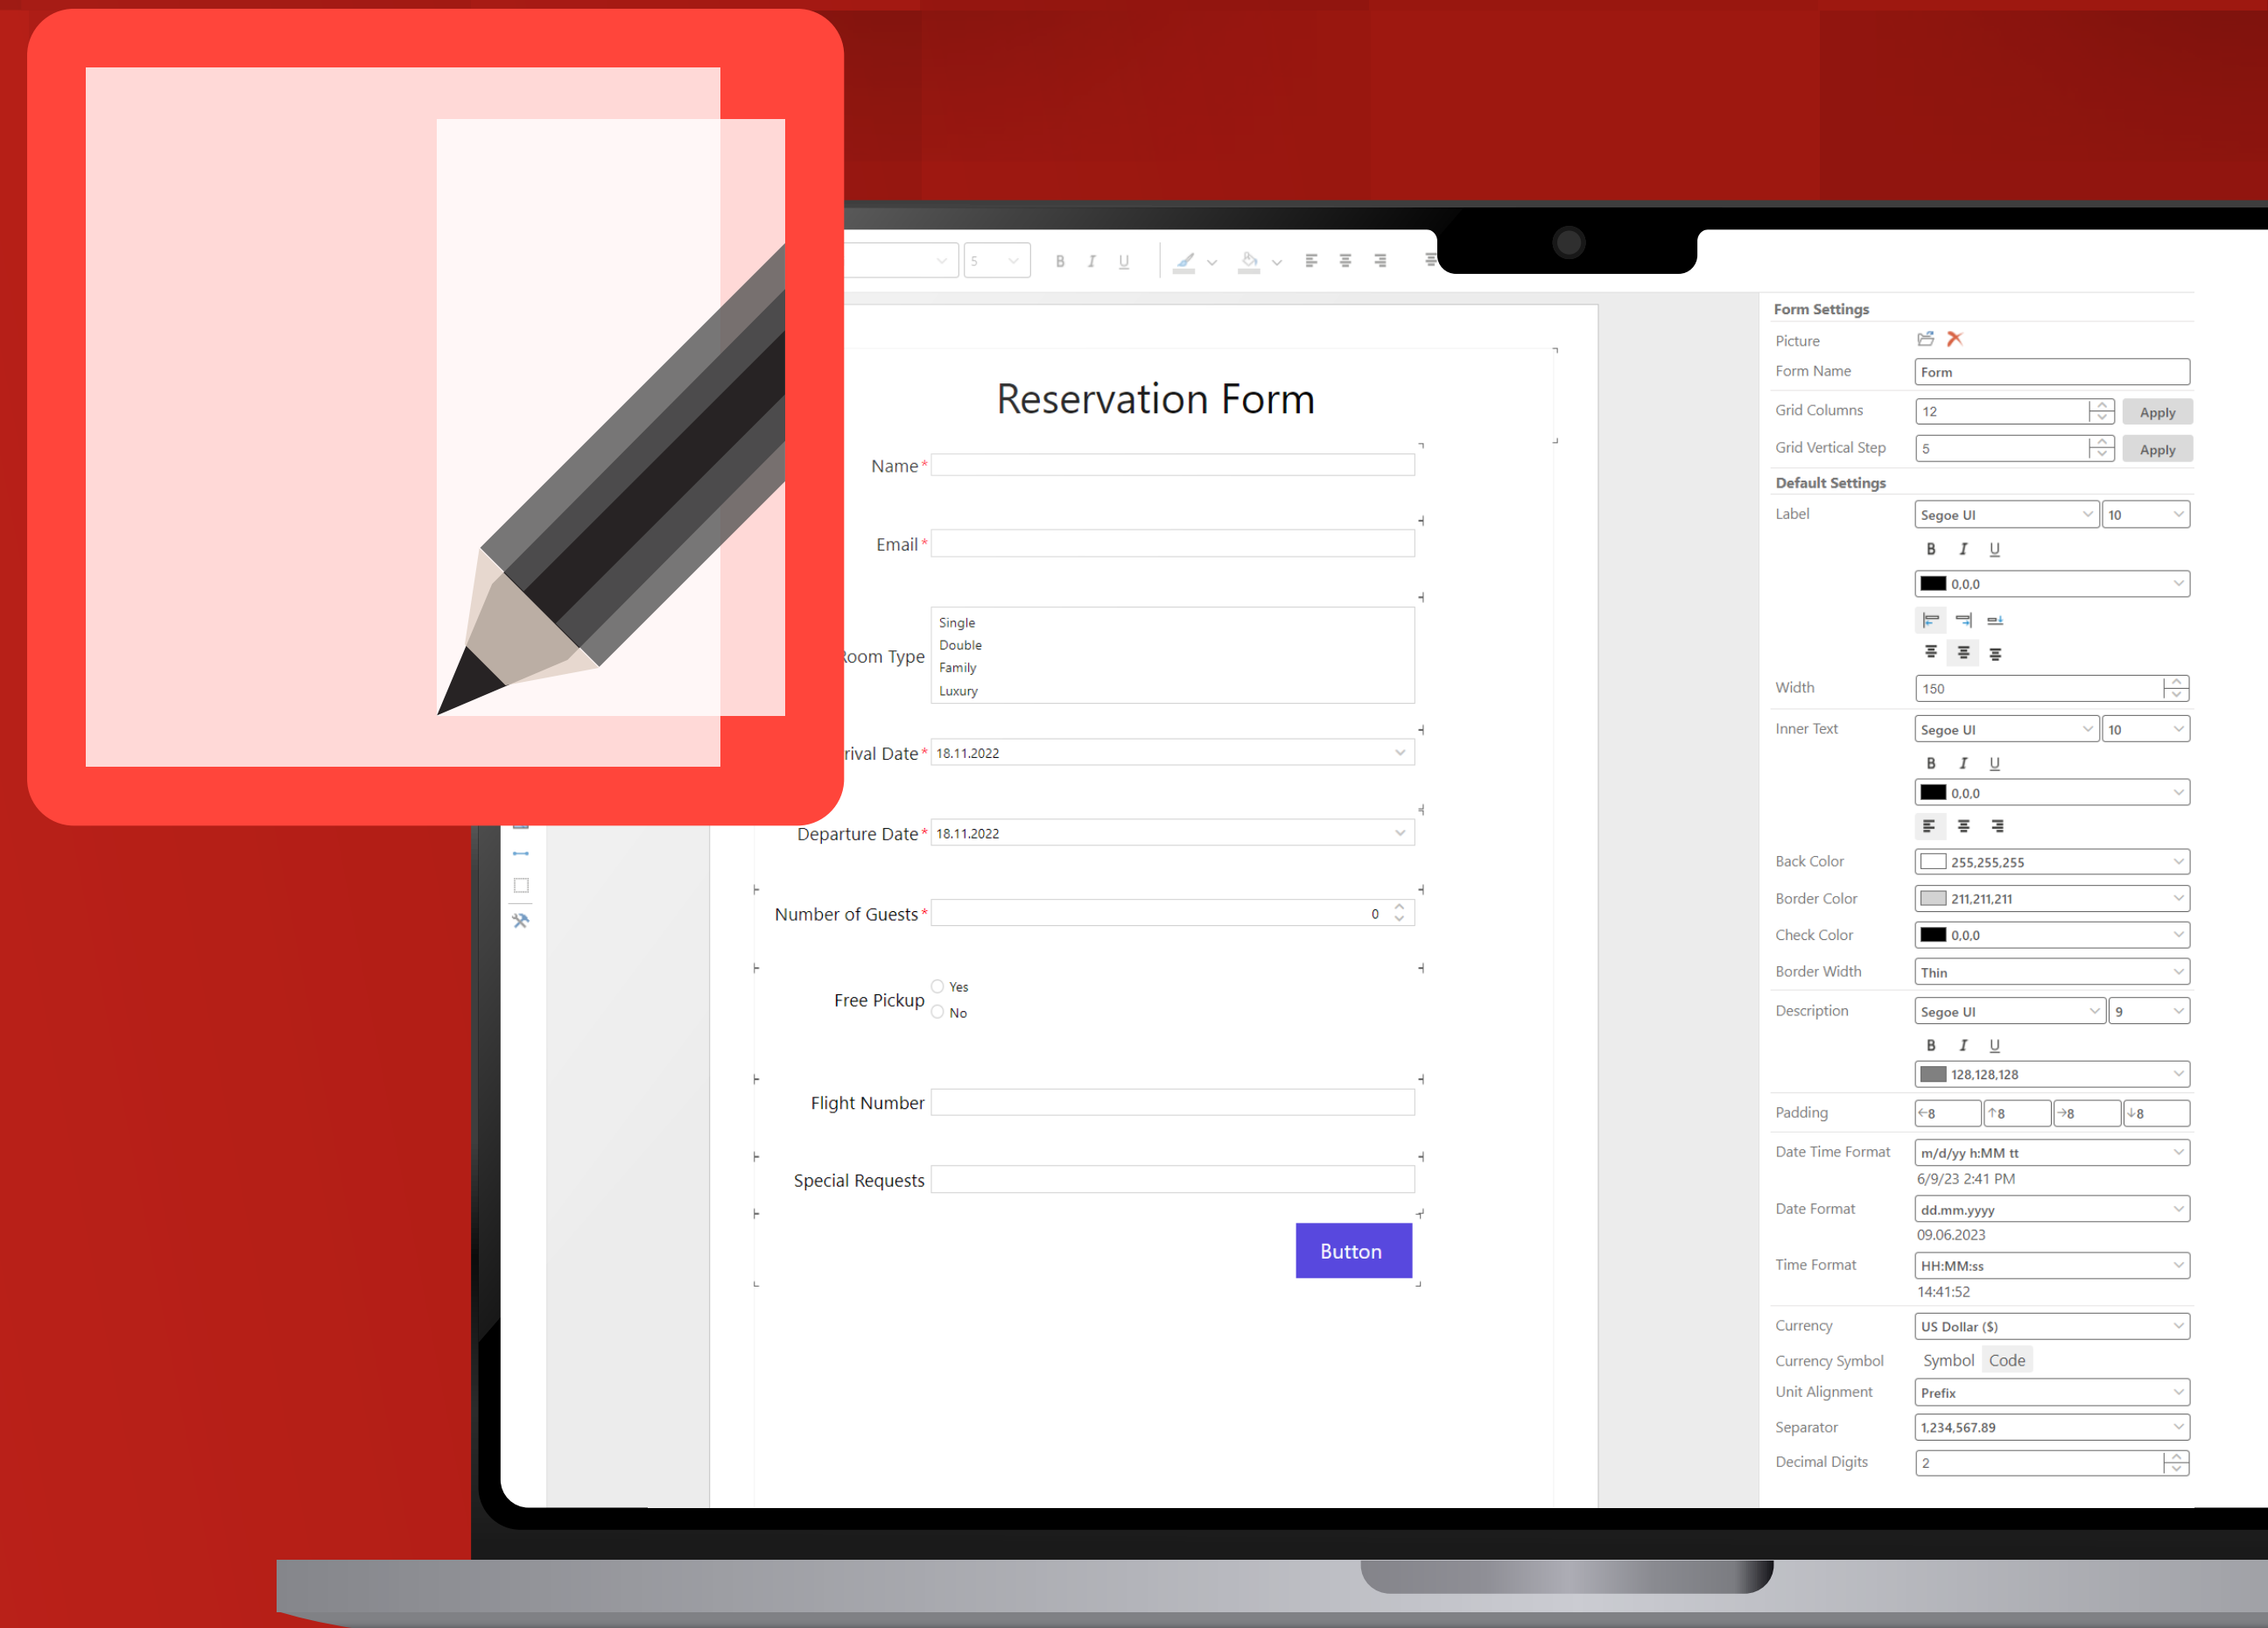 5
B I U
Reservation Form
Name*
Email*
Room Type
Single
Double
Family
Luxury
rival Date* 18.11.2022
Departure Date* 18.11.2022
Number of Guests* 0
Free Pickup
Yes
No
Flight Number
Special Requests
Button
Form Settings
Picture
Form Name Form
Grid Columns 12 Apply
Grid Vertical Step 5 Apply
Default Settings
Label Segoe UI 10
B I U
0,0,0
Width 150
Inner Text Segoe UI 10
B I U
0,0,0
Back Color 255,255,255
Border Color 211,211,211
Check Color 0,0,0
Border Width Thin
Description Segoe UI 9
B I U
128,128,128
Padding ←8 ↑8 →8 ↓8
Date Time Format m/d/yy h:MM tt
6/9/23 2:41 PM
Date Format dd.mm.yyyy
09.06.2023
Time Format HH:MM:ss
14:41:52
Currency US Dollar ($)
Currency Symbol Symbol Code
Unit Alignment Prefix
Separator 1,234,567.89
Decimal Digits 2